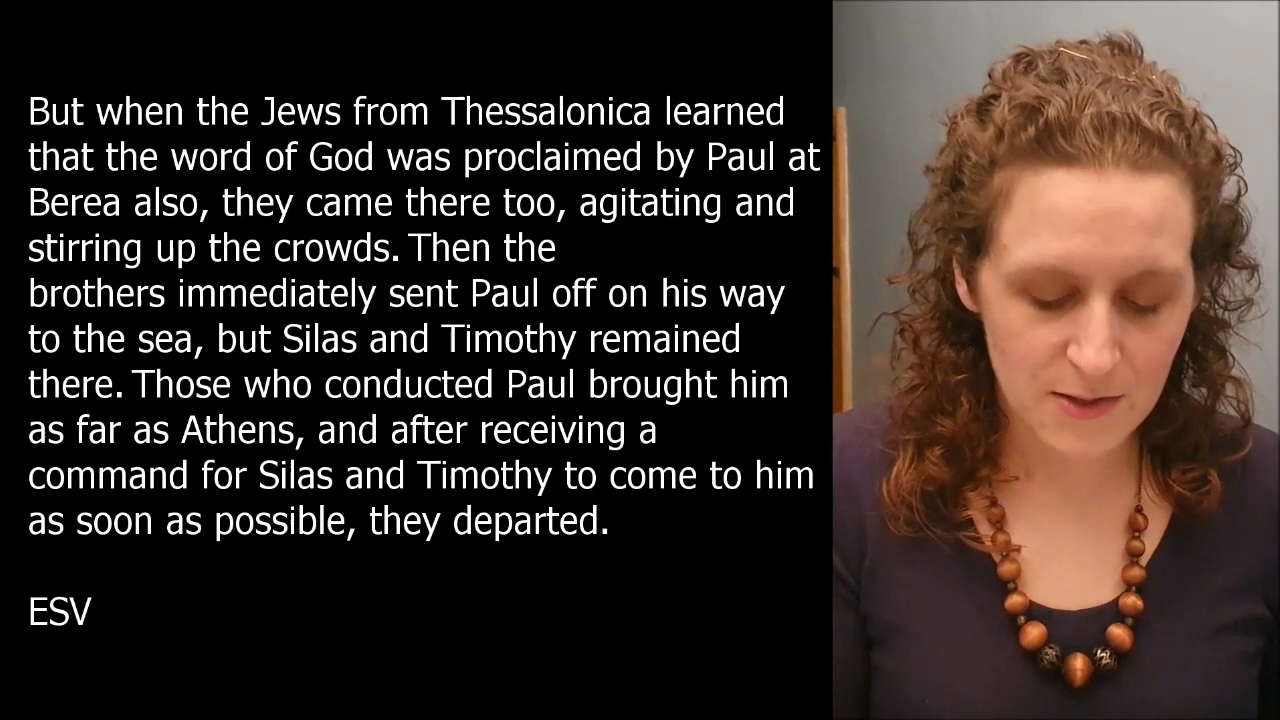 But when the Jews from Thessalonica learned
that the word of God was proclaimed by Paul at
Berea also, they came there too, agitating and
stirring up the crowds. Then the
brothers immediately sent Paul off on his way
to the sea, but Silas and Timothy remained
there. Those who conducted Paul brought him
as far as Athens, and after receiving a
command for Silas and Timothy to come to him
as soon as possible, they departed.
ESV